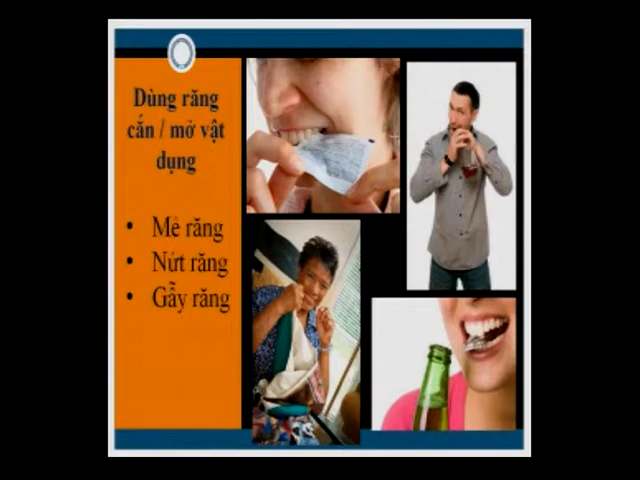 Dùng răng
cắn / mở vật
dụng
• Mẻ răng
• Nứt răng
• Gẫy răng